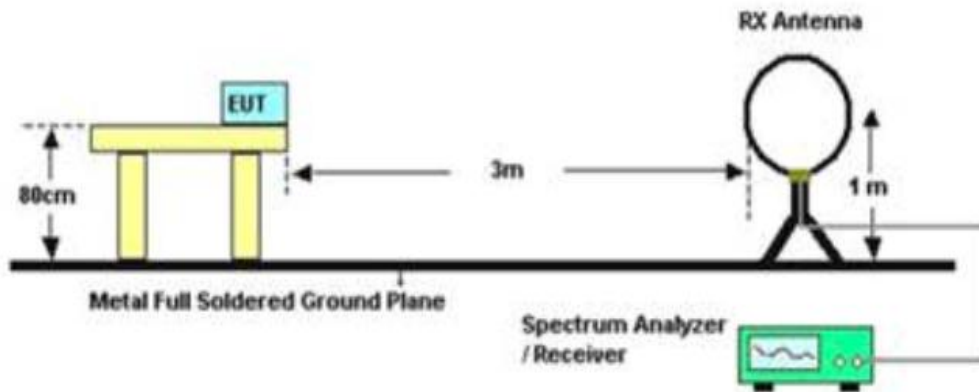 RX Antenna
EUT
80cm
3m
1 m
Metal Full Soldered Ground Plane
Spectrum Analyzer
/ Receiver